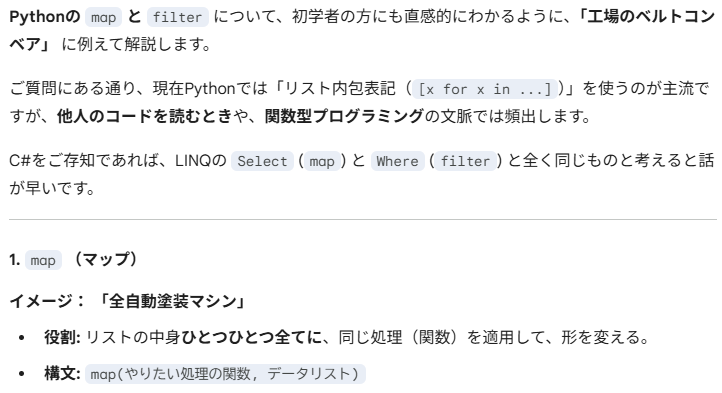 Pythonの map と filter について、初学者の方にも直感的にわかるように、「工場のベルトコン
ベア」 に例えて解説します。
ご質問にある通り、現在Pythonでは「リスト内包表記（ [x for x in ...] ）」を使うのが主流で
すが、他人のコードを読むときや、関数型プログラミングの文脈では頻出します。
C#をご存知であれば、LINQの Select ( map ) と Where ( filter ) と全く同じものと考えると話
が早いです。
1. map （マップ）
イメージ： 「全自動塗装マシン」
• 役割: リストの中身ひとつひとつ全てに、同じ処理（関数）を適用して、形を変える。
• 構文: map(やりたい処理の関数, データリスト)